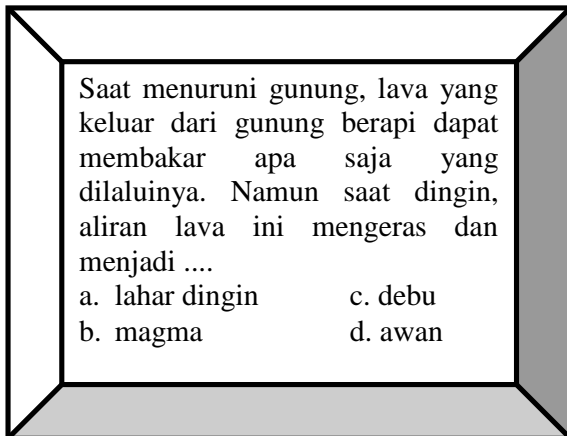 Saat menuruni gunung, lava yang
keluar dari gunung berapi dapat
membakar apa saja yang
dilaluinya. Namun saat dingin,
aliran lava ini mengeras dan
menjadi ....
a. lahar dingin c. debu
b. magma d. awan